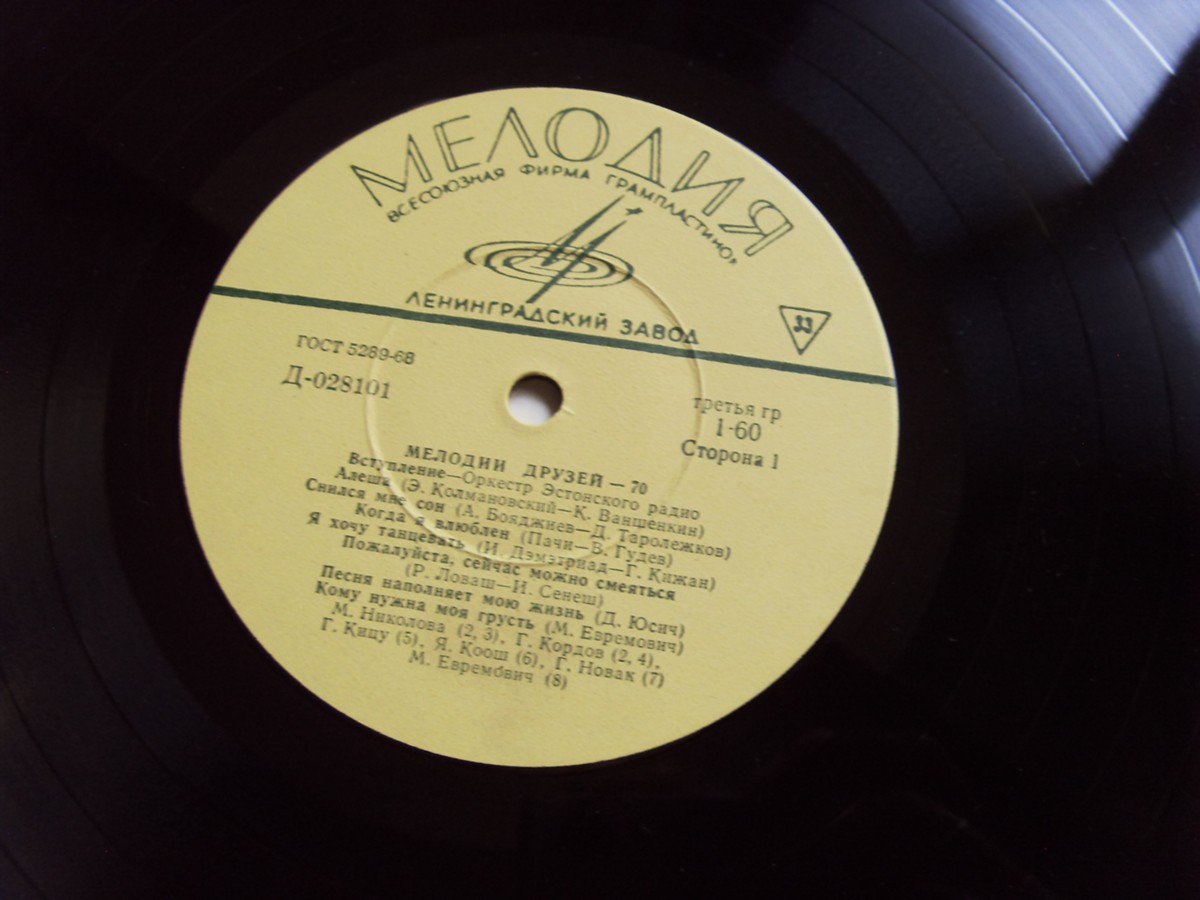 МЕЛОДИЯ
ВСЕСОЮЗНАЯ ФИРМА ГРАМПЛАСТИНОК
ЛЕНИНГРАДСКИЙ ЗАВОД
33
ГОСТ 5289-68
Д-028101
третья гр
1-60
Сторона 1
МЕЛОДИИ ДРУЗЕЙ — 70
Вступление—Оркестр Эстонского радио
Алеша (Э. Колмановский—К. Ваншенкин)
Снился мне сон (А. Бояджиев—Д. Таролежков)
Когда я влюблен (Пачи—В. Гудев)
Я хочу танцевать (И. Дэмэтриад—Г. Кижан)
Пожалуйста, сейчас можно смеяться
(Р. Ловаш—И. Сенеш)
Песня наполняет мою жизнь (Д. Юсич)
Кому нужна моя грусть (М. Евремович)
М. Николова (2, 3), Г. Кордов (2, 4),
Г. Кицу (5), Я. Коош (6), Г. Новак (7)
М. Евремович (8)